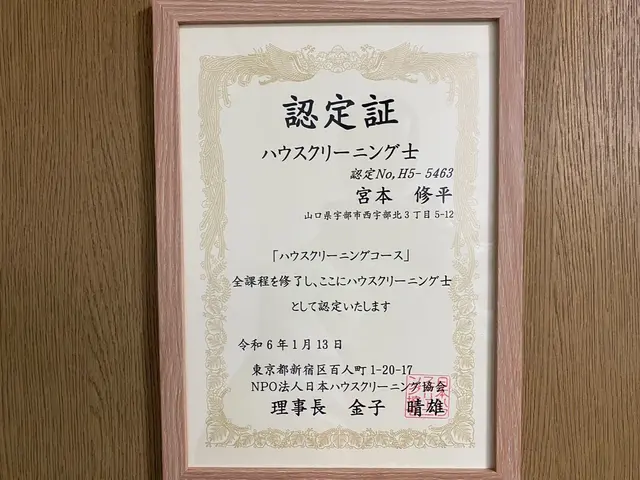 認定証
ハウスクリーニング士
認定No,H5-5463
宮本 修平
山口県宇部市西宇部北3丁目5-12
「ハウスクリーニングコース」
全課程を修了し、ここにハウスクリーニング士
として認定いたします
令和6年1月13日
東京都新宿区百人町1-20-17
NPO法人日本ハウスクリーニング協会
理事長 金子 晴雄